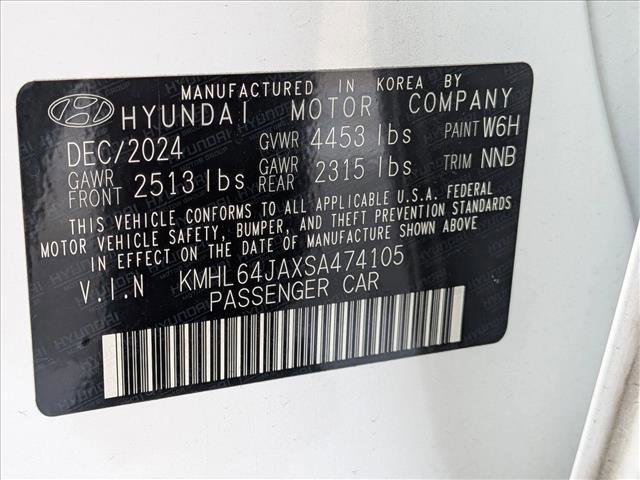 MANUFACTURED IN KOREA BY
HYUNDAI MOTOR COMPANY
DEC/2024 GVWR 4453 lbs PAINT W6H
GAWR FRONT 2513 lbs GAWR REAR 2315 lbs TRIM NNB
THIS VEHICLE CONFORMS TO ALL APPLICABLE U.S.A. FEDERAL
MOTOR VEHICLE SAFETY, BUMPER, AND THEFT PREVENTION STANDARDS
IN EFFECT ON THE DATE OF MANUFACTURE SHOWN ABOVE
V.I.N KMHL64JAXSA474105
PASSENGER CAR